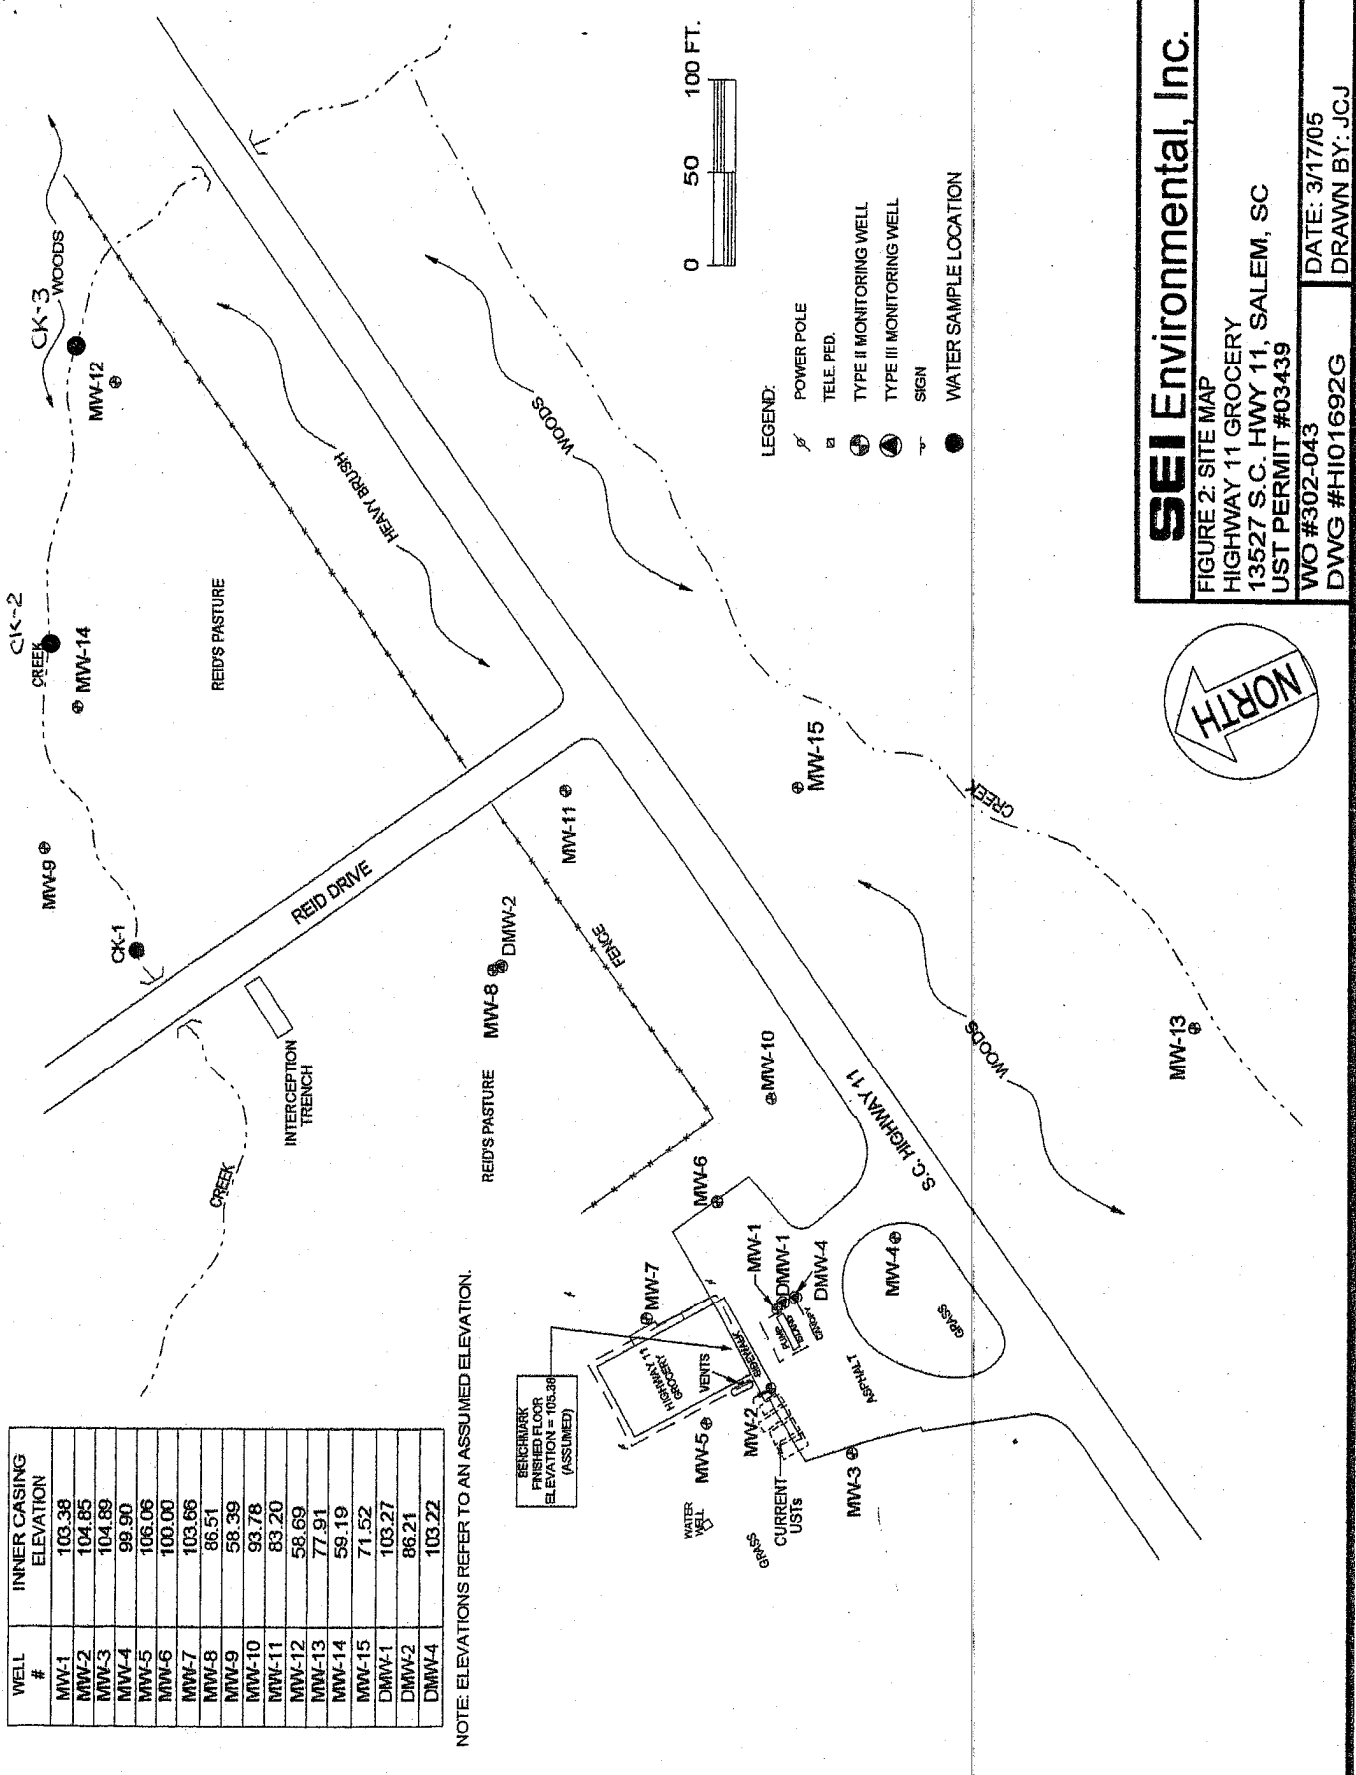 WELL # INNER CASING ELEVATION
MW-1 103.38
MW-2 104.85
MW-3 104.89
MW-4 99.90
MW-5 106.06
MW-6 100.00
MW-7 103.66
MW-8 86.51
MW-9 58.39
MW-10 93.78
MW-11 83.20
MW-12 58.69
MW-13 77.91
MW-14 59.19
MW-15 71.52
DMW-1 103.27
DMW-2 86.21
DMW-4 103.22
NOTE: ELEVATIONS REFER TO AN ASSUMED ELEVATION.
CREEK
INTERCEPTION
TRENCH
REID DRIVE
CK-1
MW-9
CREEK
CK-2
MW-14
MW-12
CK-3
WOODS
REID'S PASTURE
HEAVY BRUSH
REID'S PASTURE
MW-8
DMW-2
MW-11
FENCE
BENCHMARK
FINISHED FLOOR
ELEVATION = 105.38
(ASSUMED)
MW-7
MW-6
MW-10
HIGHWAY 11
GROCERY
SIDEWALK
VENTS
MW-1
DMW-1
DMW-4
PUMP
ISLAND
CANOPY
MW-5
MW-2
WATER
WELL
GRASS
CURRENT
USTs
MW-3
ASPHALT
MW-4
GRASS
S.C. HIGHWAY 11
WOODS
WOODS
MW-15
CREEK
MW-13
0 50 100 FT.
LEGEND:
POWER POLE
TELE. PED.
TYPE II MONITORING WELL
TYPE III MONITORING WELL
SIGN
WATER SAMPLE LOCATION
NORTH
SEI Environmental, Inc.
FIGURE 2: SITE MAP
HIGHWAY 11 GROCERY
13527 S.C. HWY 11, SALEM, SC
UST PERMIT #03439
WO #302-043
DWG #HI01692G
DATE: 3/17/05
DRAWN BY: JCJ